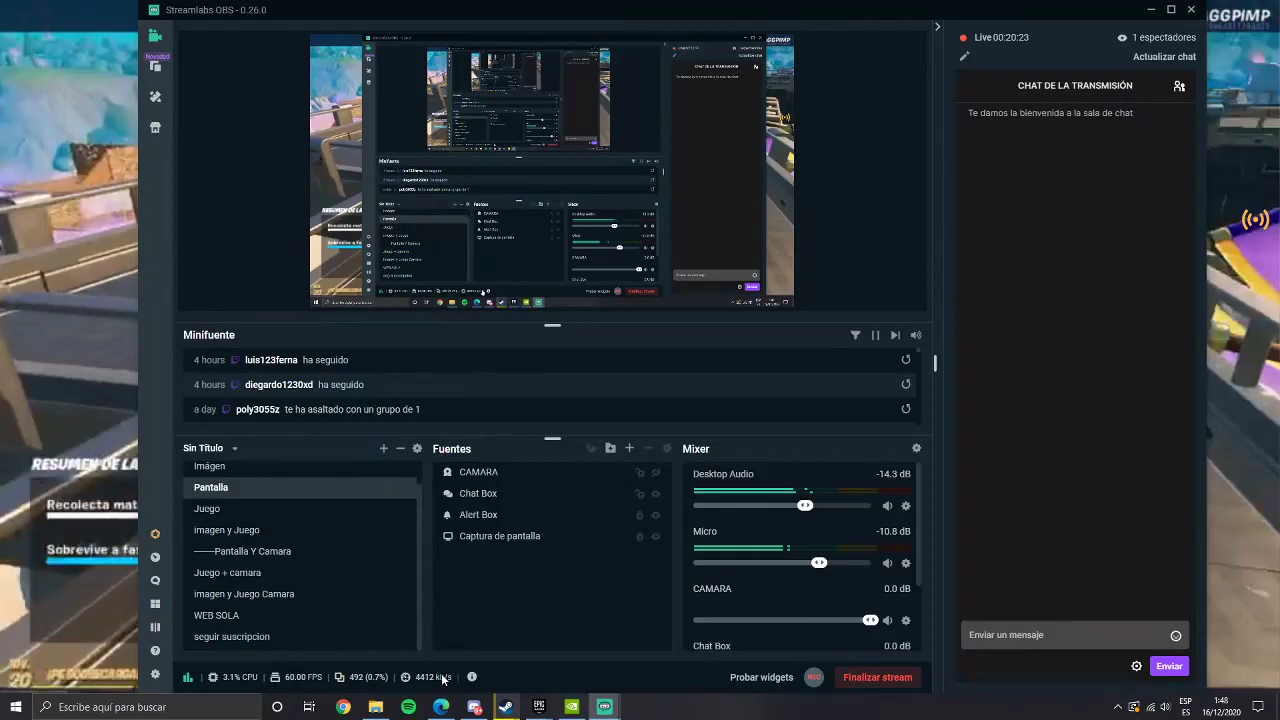 Streamlabs OBS - 0.26.0
GGPIMP
Live 00:20:23
1 espectadores
Actualizar chat
Novedad
CHAT DE LA TRANSMISIÓN
Te damos la bienvenida a la sala de chat
Minifuente
4 hours luis123ferna ha seguido
4 hours diegardo1230xd ha seguido
a day poly3055z te ha asaltado con un grupo de 1
Sin Título
Imágen
Pantalla
Juego
imagen y Juego
-------Pantalla Y Camara
Juego + camara
imagen y Juego Camara
WEB SOLA
seguir suscripcion
Fuentes
CAMARA
Chat Box
Alert Box
Captura de pantalla
Mixer
Desktop Audio -14.3 dB
Micro -10.8 dB
CAMARA 0.0 dB
Chat Box 0.0 dB
RESUMEN DE LA
Recolecta mat
Sobrevive a fas
Enviar un mensaje
Enviar
3.1% CPU
60.00 FPS
492 (0.7%)
4412
Probar widgets
REC
Finalizar stream
Escribe aquí para buscar
EPIC
ESP
ES
1:48
16/12/2020